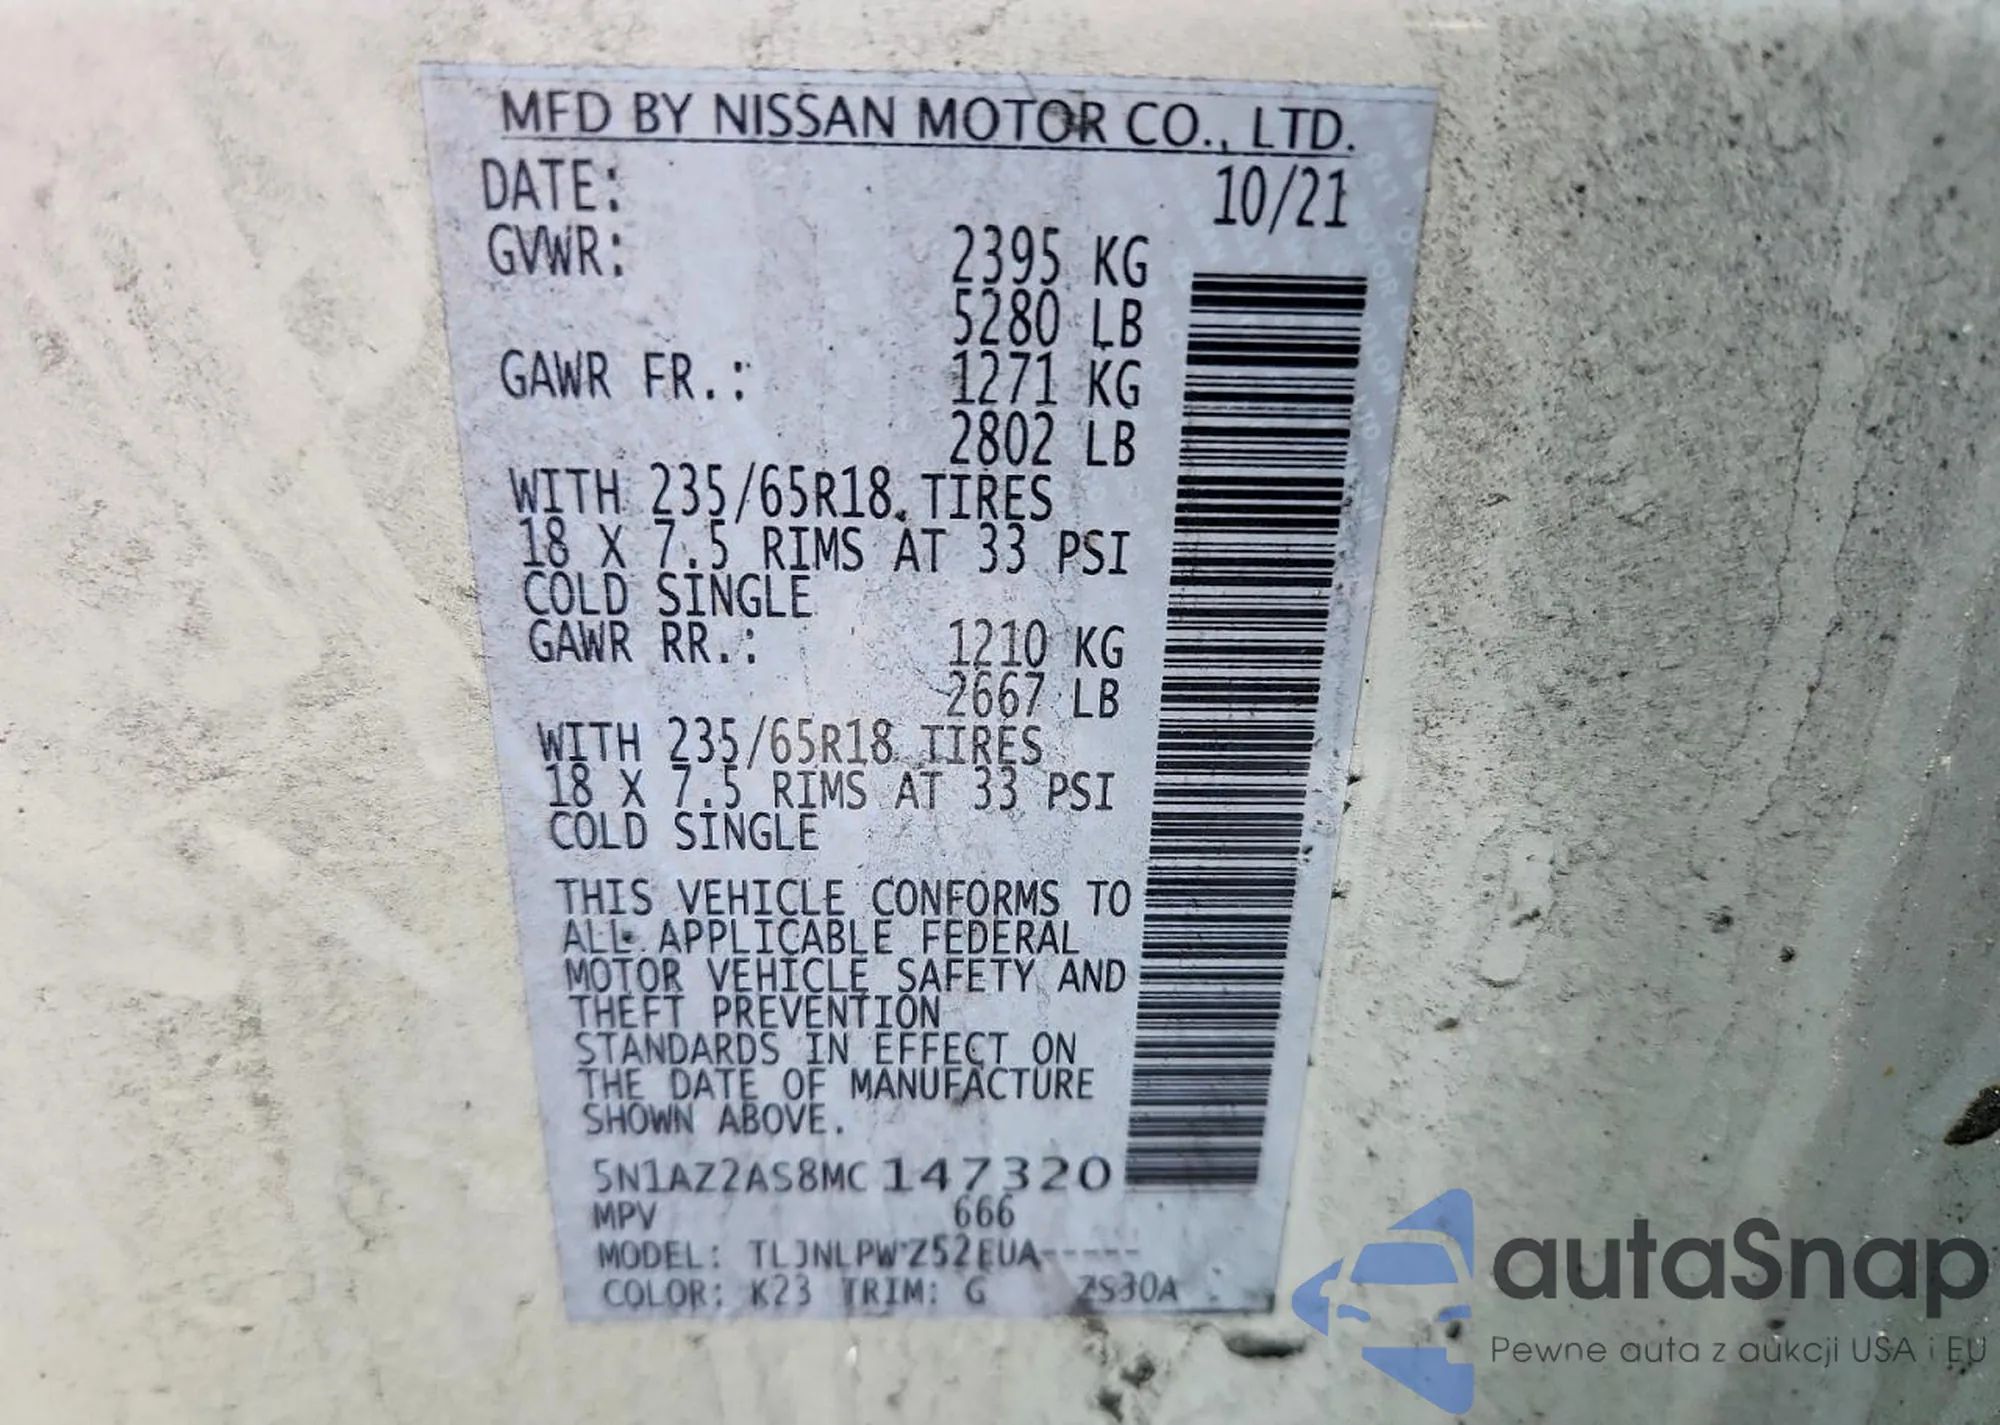 MFD BY NISSAN MOTOR CO., LTD.
DATE: 10/21
GVWR: 2395 KG
5280 LB
GAWR FR.: 1271 KG
2802 LB
WITH 235/65R18 TIRES
18 X 7.5 RIMS AT 33 PSI
COLD SINGLE
GAWR RR.: 1210 KG
2667 LB
WITH 235/65R18 TIRES
18 X 7.5 RIMS AT 33 PSI
COLD SINGLE
THIS VEHICLE CONFORMS TO
ALL APPLICABLE FEDERAL
MOTOR VEHICLE SAFETY AND
THEFT PREVENTION
STANDARDS IN EFFECT ON
THE DATE OF MANUFACTURE
SHOWN ABOVE.
5N1AZ2AS8MC147320
MPV 666
MODEL: TLJNLPWZ52EUA-----
COLOR: K23 TRIM: G 2S30A
autoSnap
Pewne auta z aukcji USA i EU